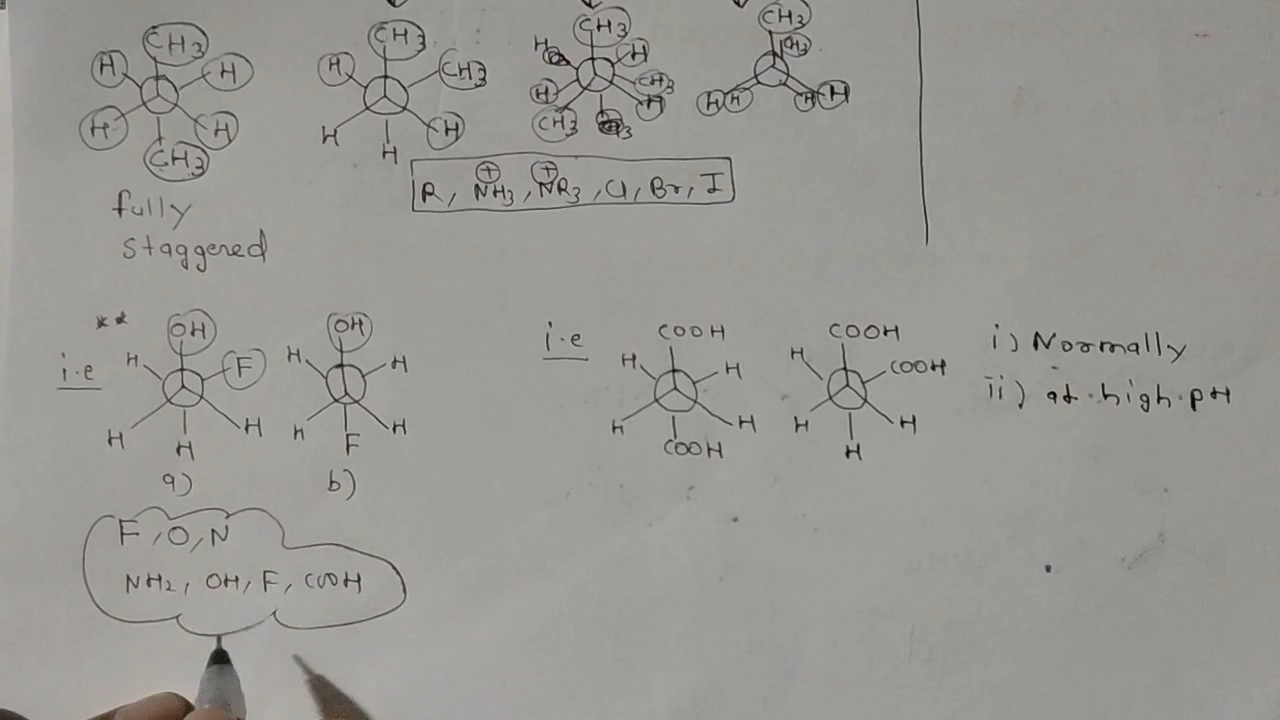 CH3 CH3 CH3 CH3
H H H CH3 H H CH3
H H H H H CH3 H H H H H
CH3 H CH3
R, NH3, NR3, Cl, Br, I
⊕ ⊕
fully
staggered
**
i.e
OH
H F
H H
H
a)
OH
H H
H H
F
b)
i.e
COOH
H H
H H
COOH
COOH
H COOH
H H
H
i) Normally
ii) at high pH
F, O, N
NH2, OH, F, COOH